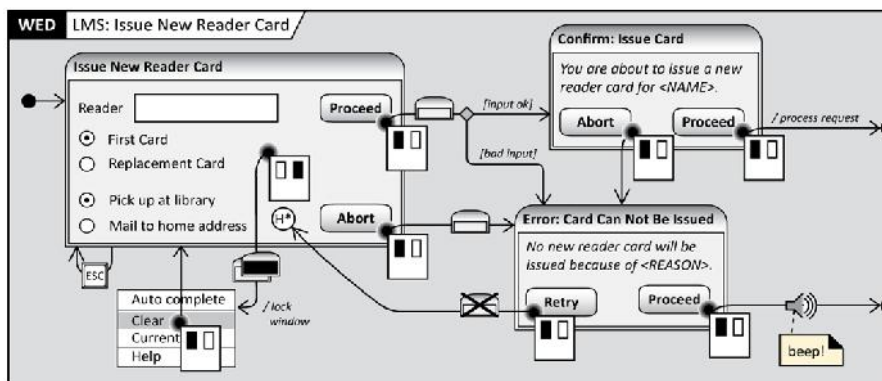 WED LMS: Issue New Reader Card
Issue New Reader Card
Reader
First Card
Replacement Card
Pick up at library
Mail to home address
Proceed
Abort
H*
ESC
Auto complete
Clear
Current
Help
/ lock
window
[input ok]
[bad input]
Confirm: Issue Card
You are about to issue a new
reader card for <NAME>.
Abort
Proceed
/ process request
Error: Card Can Not Be Issued
No new reader card will be
issued because of <REASON>.
Retry
Proceed
beep!